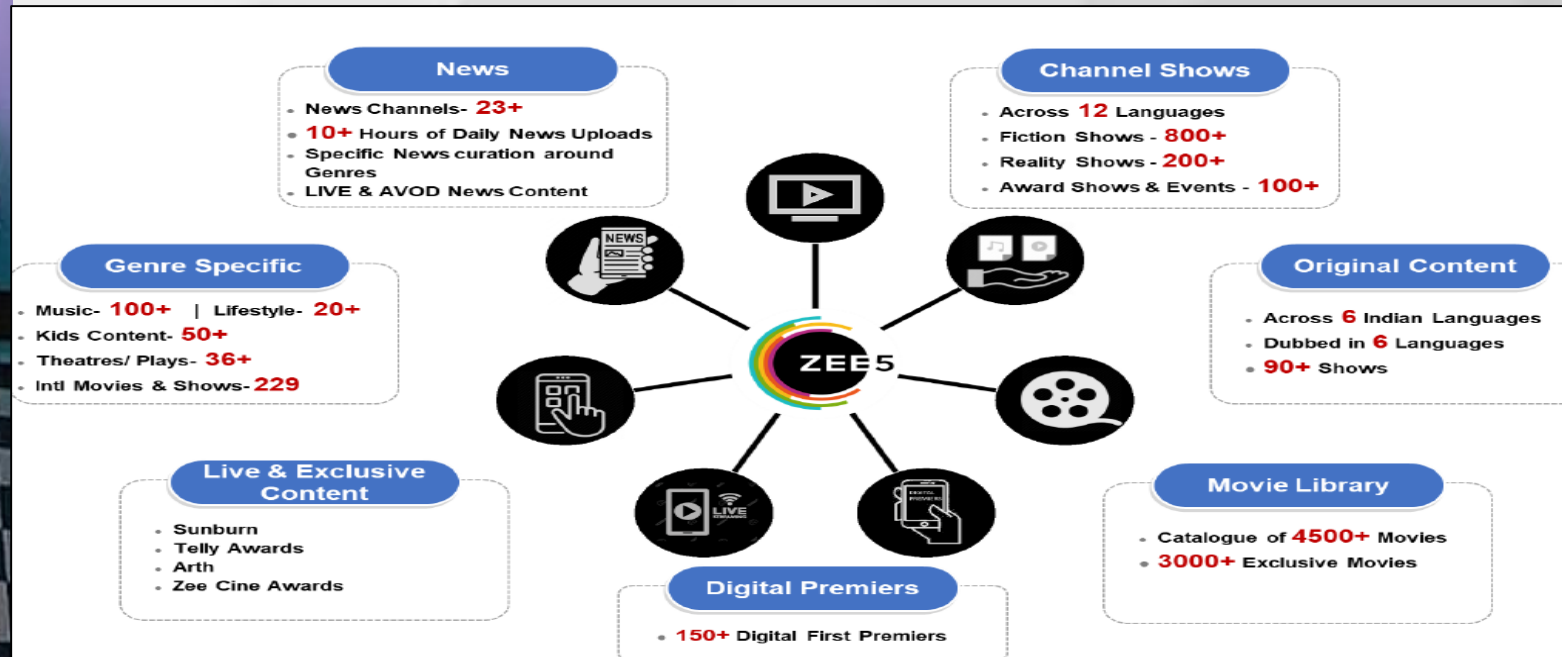 News
• News Channels- 23+
• 10+ Hours of Daily News Uploads
• Specific News curation around
Genres
• LIVE & AVOD News Content
Channel Shows
• Across 12 Languages
• Fiction Shows - 800+
• Reality Shows - 200+
• Award Shows & Events - 100+
Genre Specific
• Music- 100+ | Lifestyle- 20+
• Kids Content- 50+
• Theatres/ Plays- 36+
• Intl Movies & Shows- 229
NEWS
ZEE5
Original Content
• Across 6 Indian Languages
• Dubbed in 6 Languages
• 90+ Shows
Live & Exclusive
Content
• Sunburn
• Telly Awards
• Arth
• Zee Cine Awards
LIVE
STREAMING
DIGITAL
PREMIERS
Digital Premiers
• 150+ Digital First Premiers
Movie Library
• Catalogue of 4500+ Movies
• 3000+ Exclusive Movies